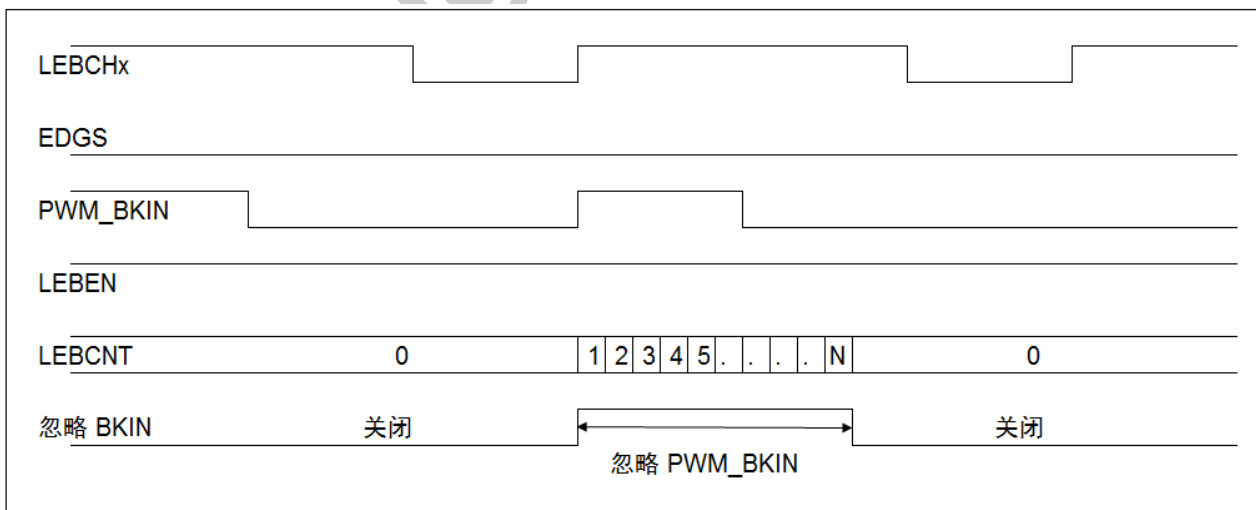 LEBCHx
EDGS
PWM_BKIN
LEBEN
LEBCNT 0 1 2 3 4 5 . . . . N 0
忽略 BKIN 关闭 关闭
忽略 PWM_BKIN